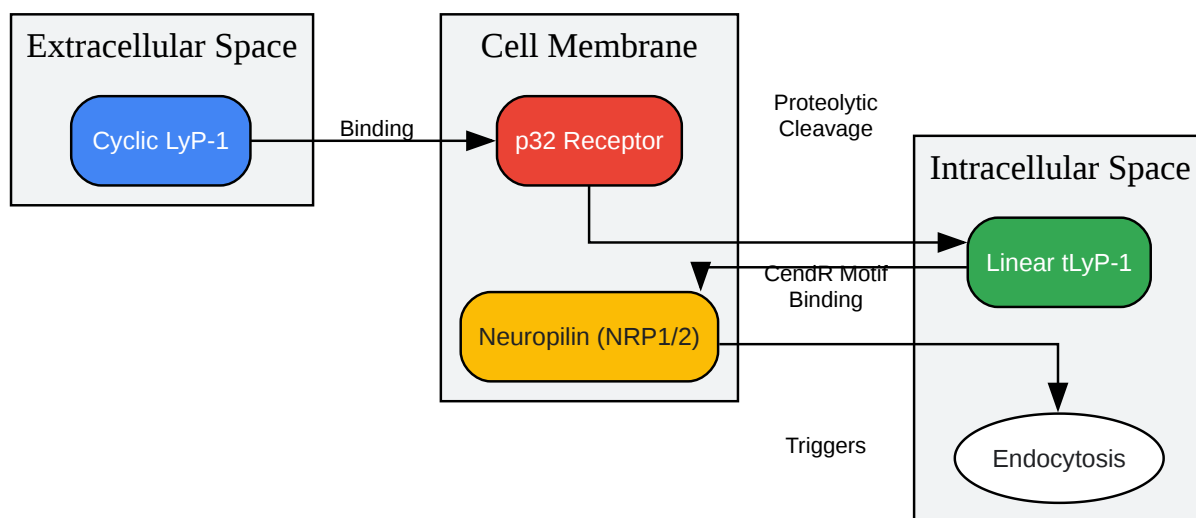 Extracellular Space
Cyclic LyP-1
Binding
Cell Membrane
p32 Receptor
Proteolytic
Cleavage
Intracellular Space
Linear tLyP-1
CendR Motif
Binding
Neuropilin (NRP1/2)
Triggers
Endocytosis